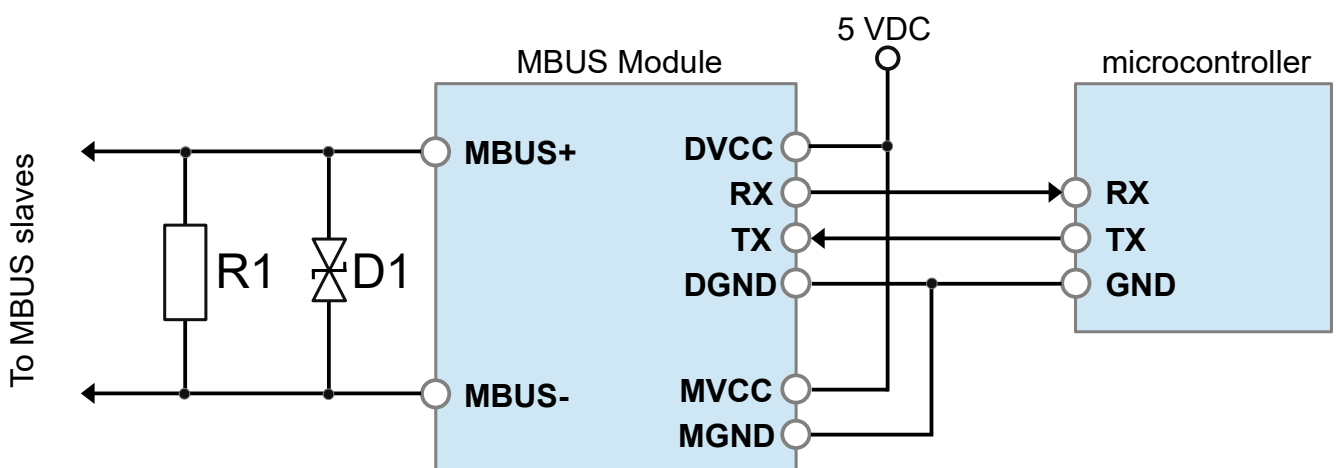 5 VDC
MBUS Module
microcontroller
To MBUS slaves
MBUS+
DVCC
RX
RX
TX
TX
R1
D1
DGND
GND
MBUS-
MVCC
MGND